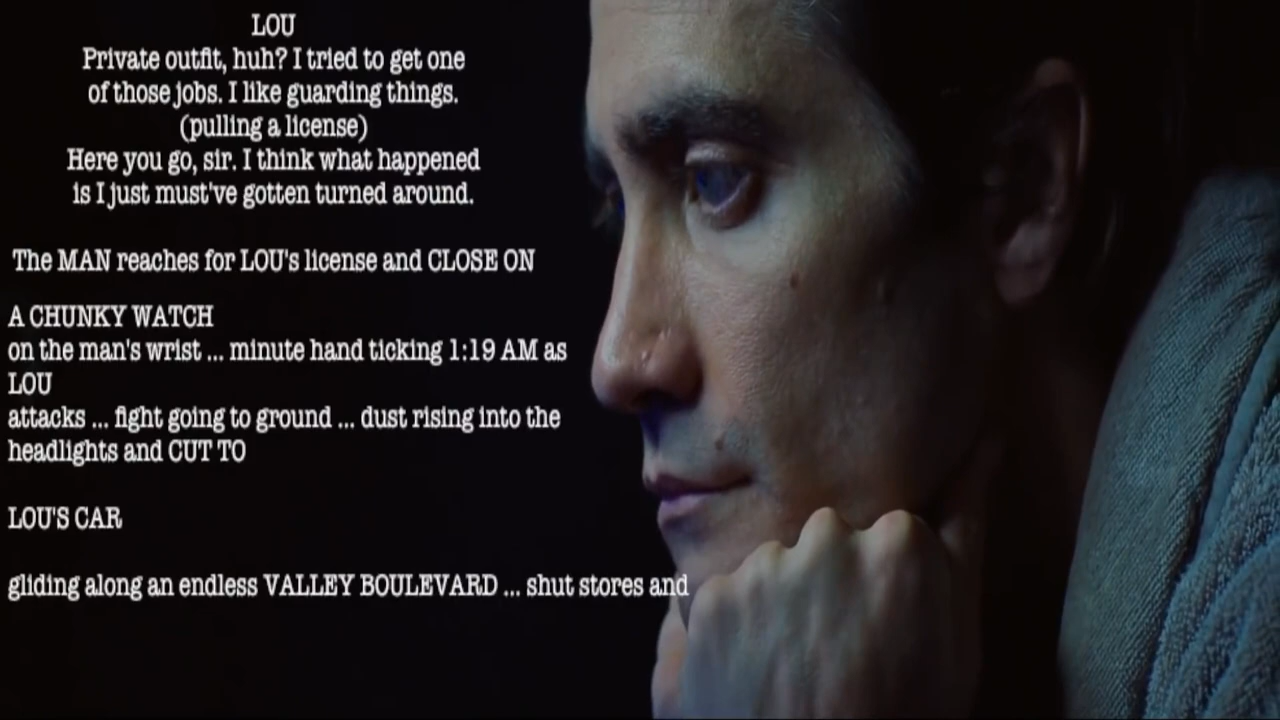 LOU
Private outfit, huh? I tried to get one
of those jobs. I like guarding things.
(pulling a license)
Here you go, sir. I think what happened
is I just must've gotten turned around.
The MAN reaches for LOU's license and CLOSE ON
A CHUNKY WATCH
on the man's wrist ... minute hand ticking 1:19 AM as
LOU
attacks ... fight going to ground ... dust rising into the
headlights and CUT TO
LOU'S CAR
gliding along an endless VALLEY BOULEVARD ... shut stores and